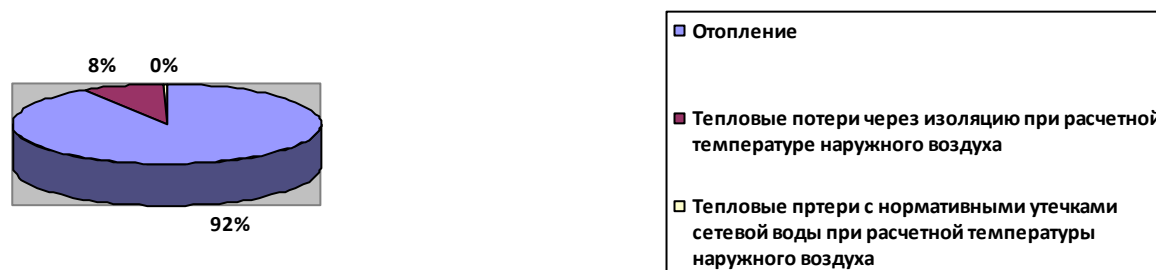 8% 0%
92%
Отопление
Тепловые потери через изоляцию при расчетной
температуре наружного воздуха
Тепловые пртери с нормативными утечками
сетевой воды при расчетной температуры
наружного воздуха